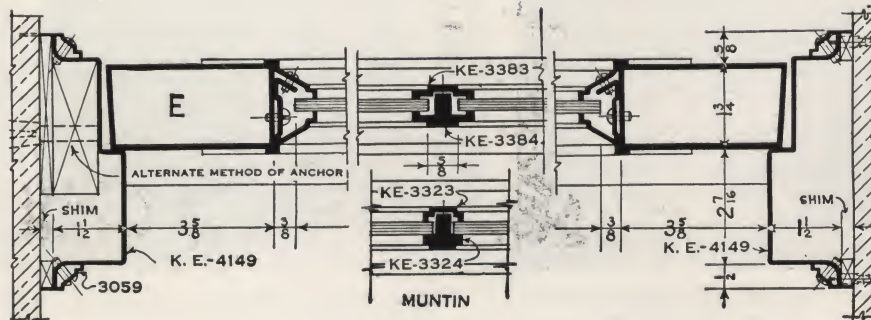 KE-3383
5/8
E
1 3/4
KE-3384
5/8
ALTERNATE METHOD OF ANCHOR
KE-3323
2 7/16
SHIM
SHIM
1 1/2
3 5/8
3/8
3/8
3 5/8
1 1/2
K. E.-4149
KE-3324
K. E.-4149
3059
1/2
MUNTIN